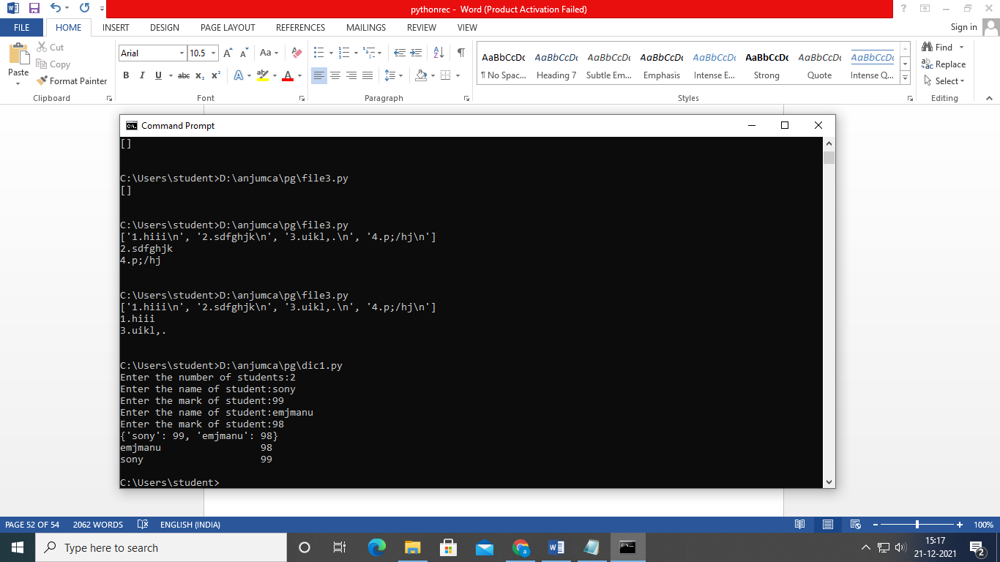 pythonrec - Word (Product Activation Failed)
FILE HOME INSERT DESIGN PAGE LAYOUT REFERENCES MAILINGS REVIEW VIEW Sign in
Paste
Cut
Copy
Format Painter
Clipboard
Arial 10.5
Aa
B I U abc x₂ x² A ab A
Font
A Z
Paragraph
AaBbCcDc AaBbCcDc AaBbCcDc AaBbCcDc AaBbCcDc AaBbCcDc AaBbCcDc AaBbCcDc
¶ No Spac... Heading 7 Subtle Em... Emphasis Intense E... Strong Quote Intense Q...
Styles
Find
Replace
Select
Editing
C:\. Command Prompt
[]
C:\Users\student>D:\anjumca\pg\file3.py
[]
C:\Users\student>D:\anjumca\pg\file3.py
['1.hiii\n', '2.sdfghjk\n', '3.uikl,.\n', '4.p;/hj\n']
2.sdfghjk
4.p;/hj
C:\Users\student>D:\anjumca\pg\file3.py
['1.hiii\n', '2.sdfghjk\n', '3.uikl,.\n', '4.p;/hj\n']
1.hiii
3.uikl,.
C:\Users\student>D:\anjumca\pg\dic1.py
Enter the number of students:2
Enter the name of student:sony
Enter the mark of student:99
Enter the name of student:emjmanu
Enter the mark of student:98
{'sony': 99, 'emjmanu': 98}
emjmanu 98
sony 99
C:\Users\student>
PAGE 52 OF 54 2062 WORDS ENGLISH (INDIA) 100%
Type here to search
15:17
21-12-2021
2